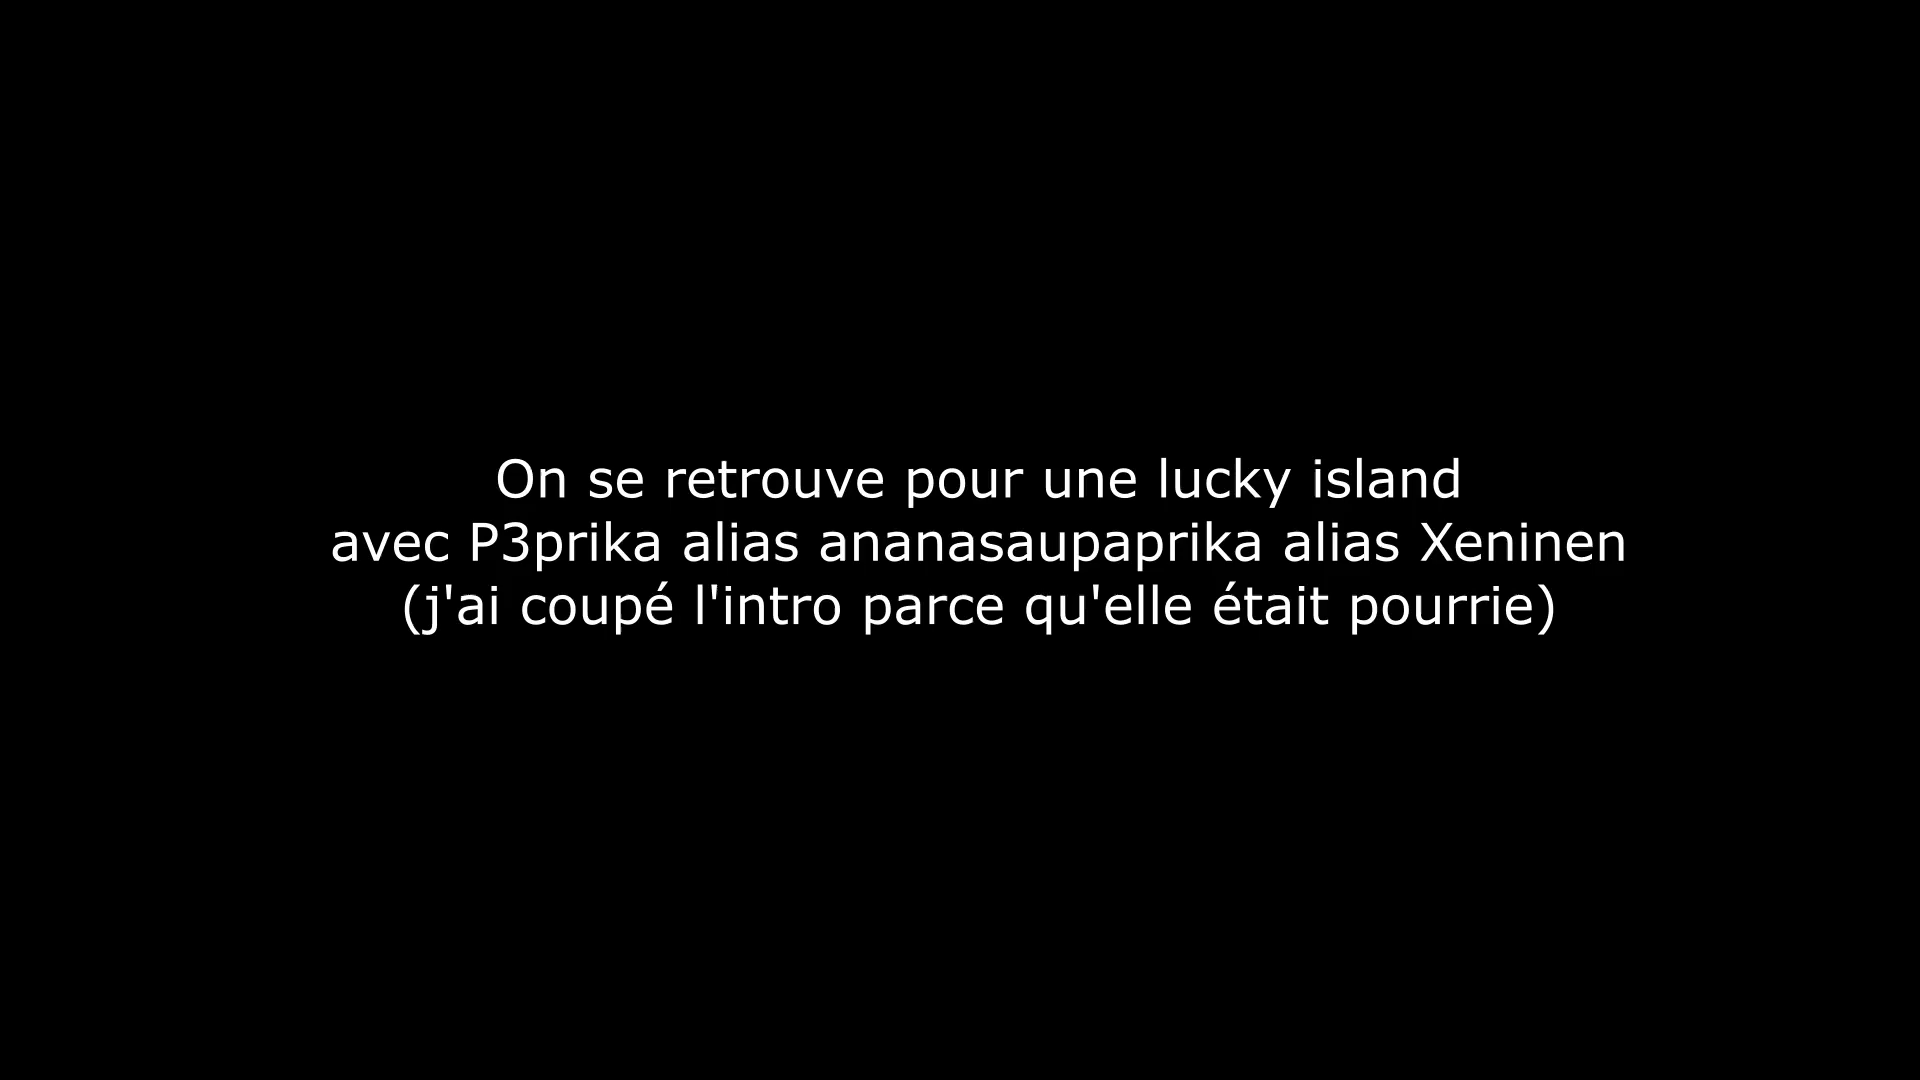 On se retrouve pour une lucky island
avec P3prika alias ananasaupaprika alias Xeninen
(j'ai coupé l'intro parce qu'elle était pourrie)